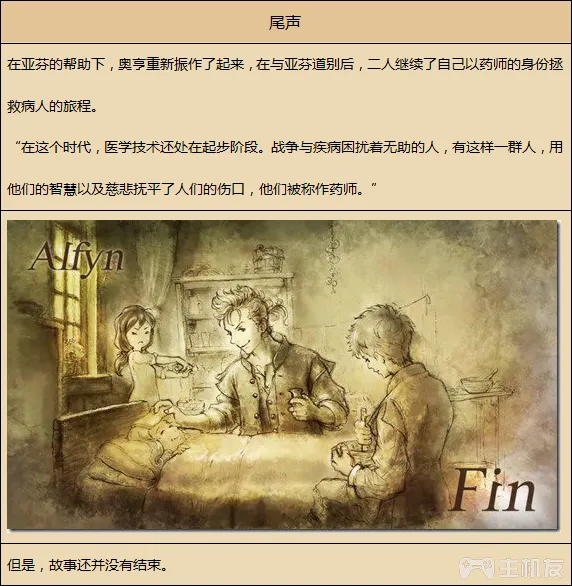 尾声
在亚芬的帮助下，奥亨重新振作了起来，在与亚芬道别后，二人继续了自己以药师的身份拯
救病人的旅程。
“在这个时代，医学技术还处在起步阶段。战争与疾病困扰着无助的人，有这样一群人，用
他们的智慧以及慈悲抚平了人们的伤口，他们被称作药师。”
Alfyn
Fin
但是，故事还并没有结束。
主机友